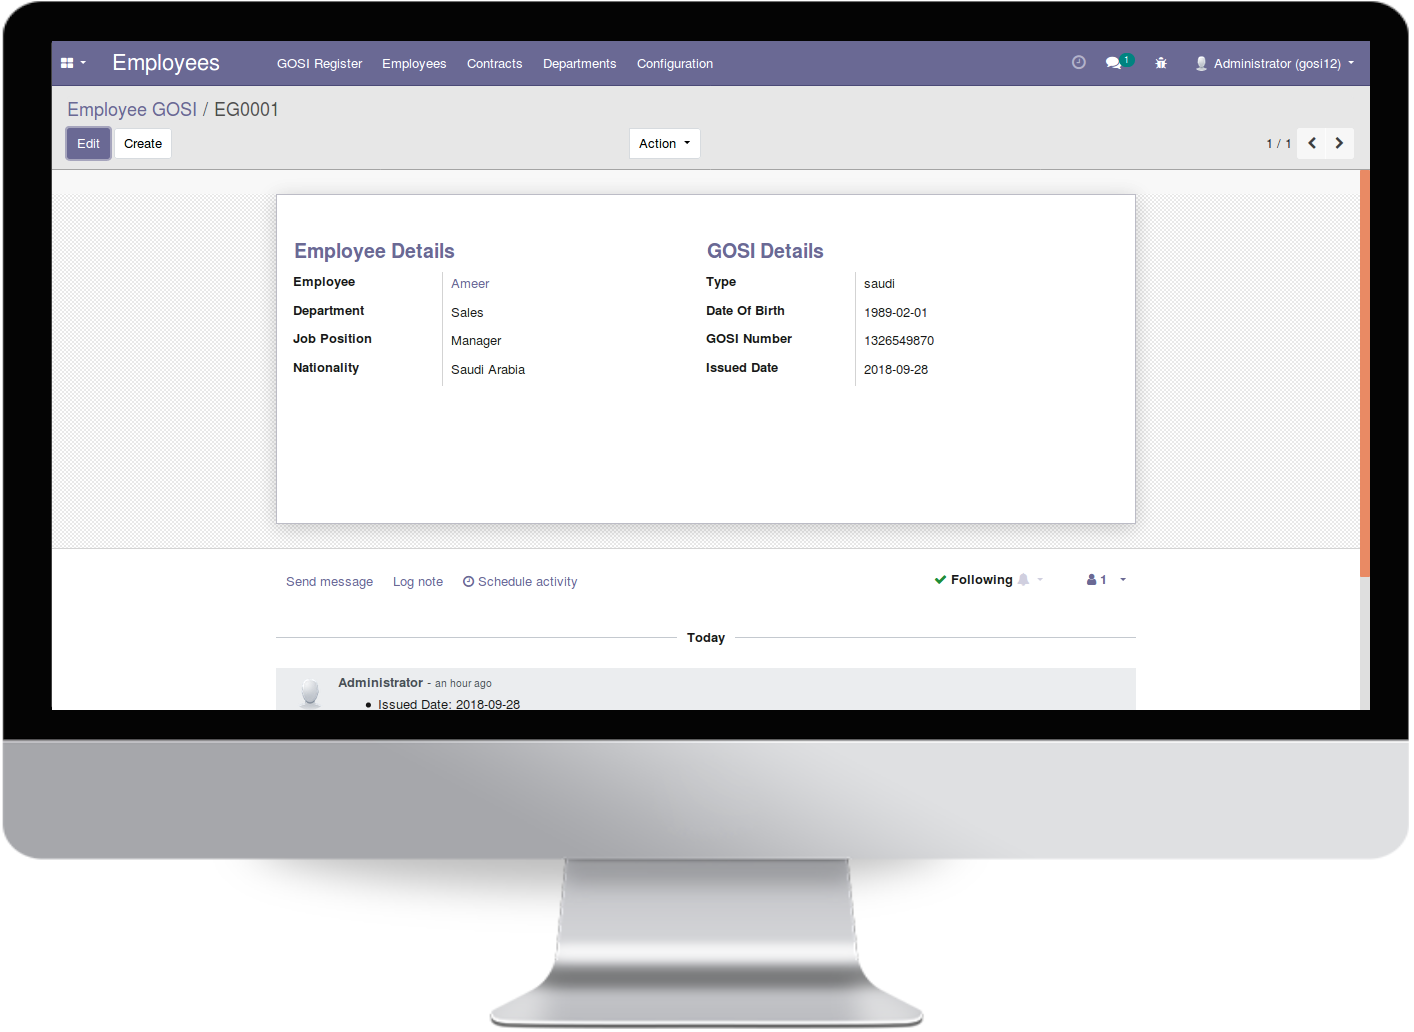 Employees GOSI Register Employees Contracts Departments Configuration 1 Administrator (gosi12)
Employee GOSI / EG0001
Edit Create Action 1 / 1
Employee Details GOSI Details
Employee Ameer Type saudi
Department Sales Date Of Birth 1989-02-01
Job Position Manager GOSI Number 1326549870
Nationality Saudi Arabia Issued Date 2018-09-28
Send message Log note Schedule activity Following 1
Today
Administrator - an hour ago
• Issued Date: 2018-09-28